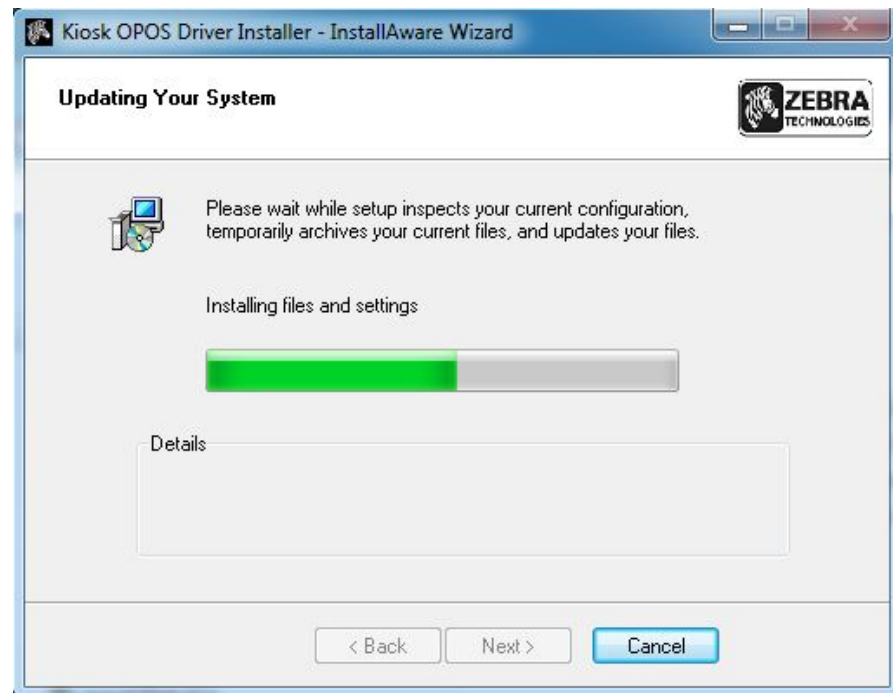 Kiosk OPOS Driver Installer - InstallAware Wizard
Updating Your System
ZEBRA
TECHNOLOGIES
Please wait while setup inspects your current configuration,
temporarily archives your current files, and updates your files.
Installing files and settings
Details
< Back
Next >
Cancel